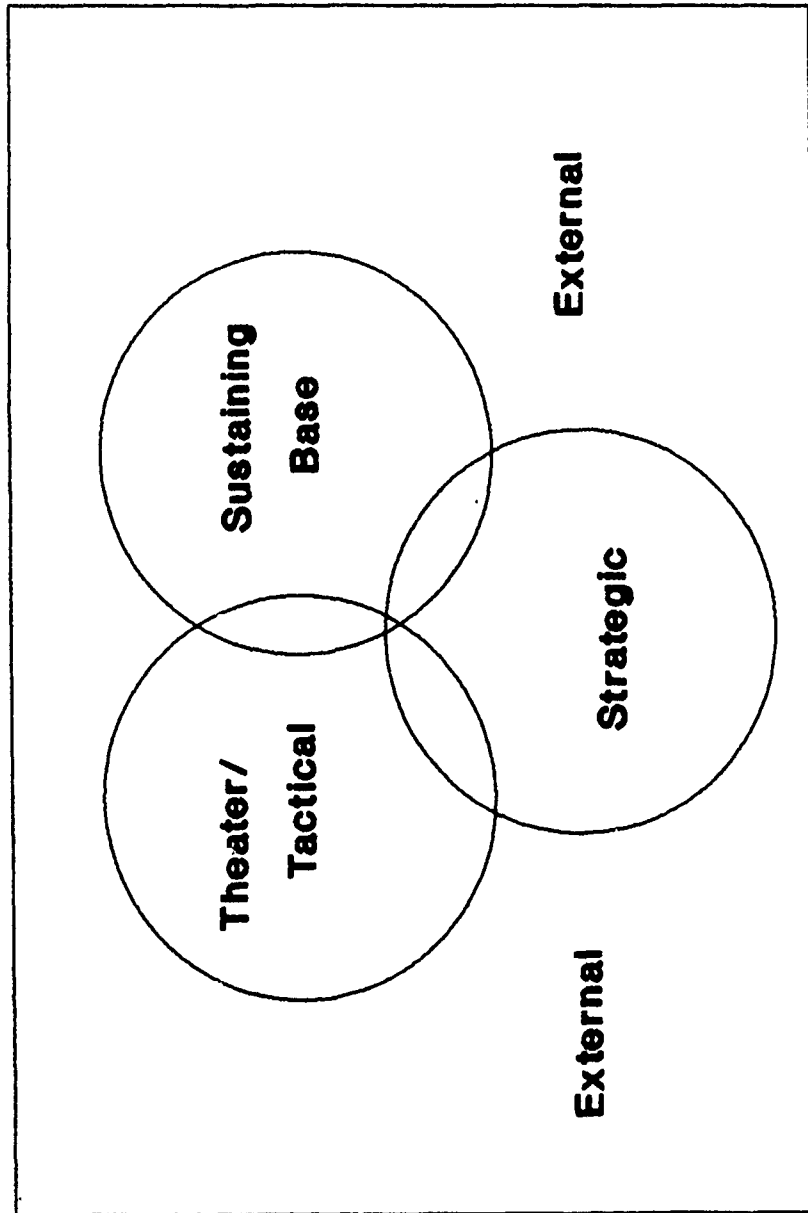 Theater/
Tactical
Sustaining
Base
Strategic
External
External